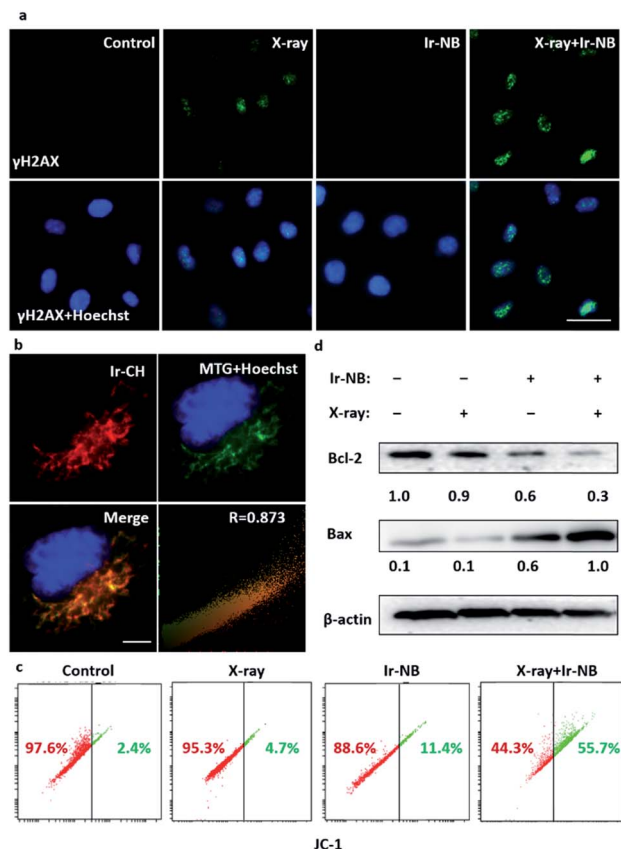 a
Control X-ray Ir-NB X-ray+Ir-NB
γH2AX
γH2AX+Hoechst
b
Ir-CH MTG+Hoechst
Merge R=0.873
d
Ir-NB: – – + +
X-ray: – + – +
Bcl-2
1.0 0.9 0.6 0.3
Bax
0.1 0.1 0.6 1.0
β-actin
c
Control X-ray Ir-NB X-ray+Ir-NB
97.6% 2.4% 95.3% 4.7% 88.6% 11.4% 44.3% 55.7%
JC-1